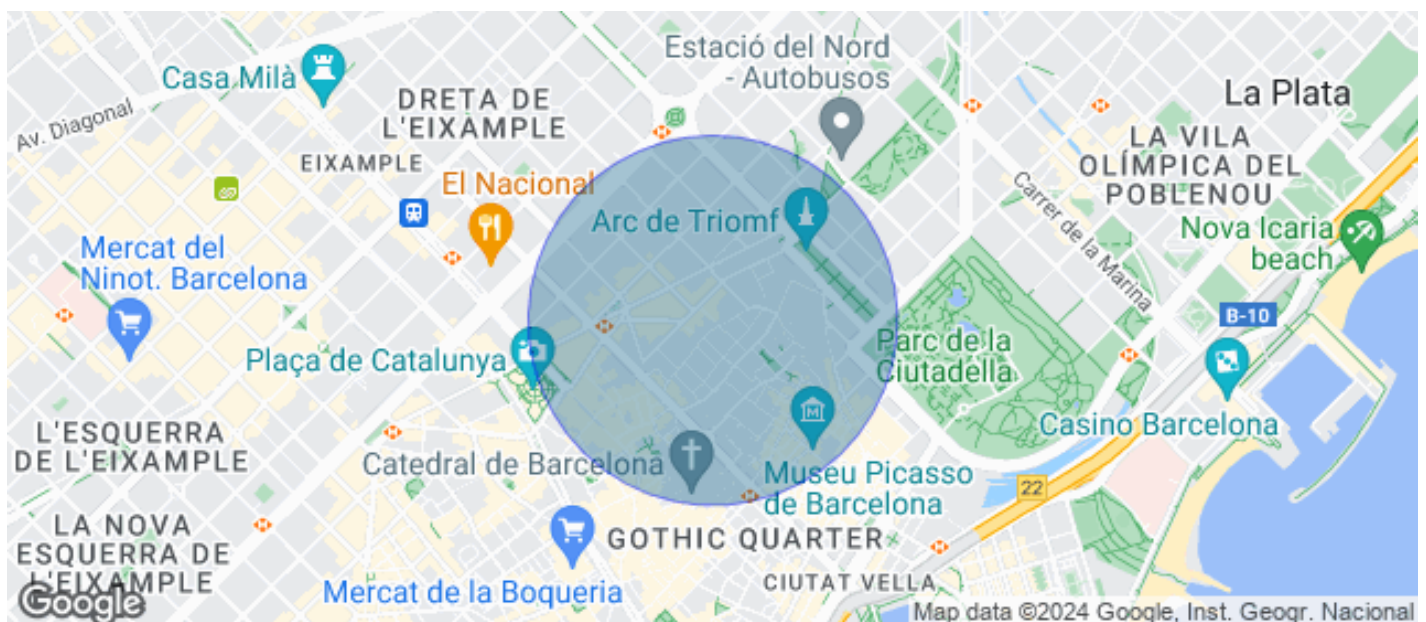 Estació del Nord
- Autobusos
Casa Milà
La Plata
DRETA DE
L'EIXAMPLE
Av. Diagonal
LA VILA
OLÍMPICA DEL
POBLENOU
EIXAMPLE
El Nacional
Carrer de la Marina
Arc de Triomf
Nova Icaria
beach
Mercat del
Ninot. Barcelona
B-10
Plaça de Catalunya
Parc de la
Ciutadella
Casino Barcelona
L'ESQUERRA
DE L'EIXAMPLE
Catedral de Barcelona
Museu Picasso
de Barcelona
22
LA NOVA
ESQUERRA DE
L'EIXAMPLE
GOTHIC QUARTER
CIUTAT VELLA
Mercat de la Boqueria
Google
Map data ©2024 Google, Inst. Geogr. Nacional